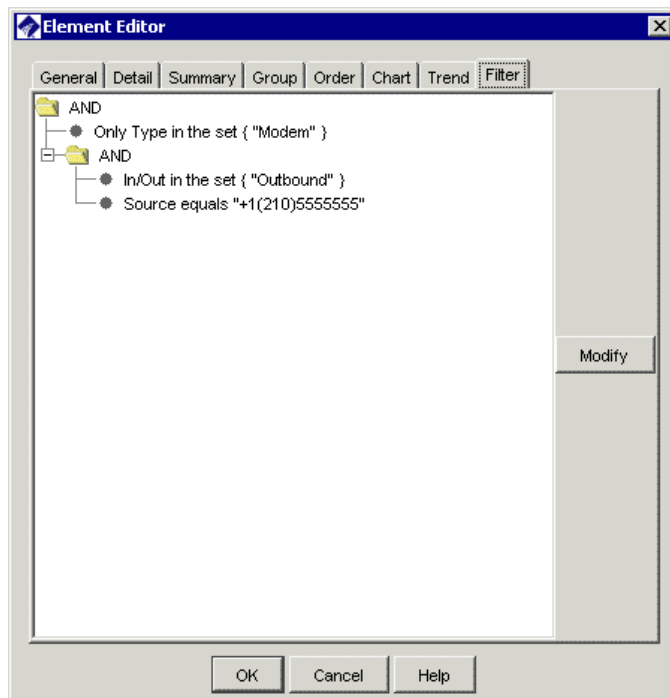 Element Editor
General Detail Summary Group Order Chart Trend Filter
AND
Only Type in the set { "Modem" }
AND
In/Out in the set { "Outbound" }
Source equals "+1(210)5555555"
Modify
OK Cancel Help